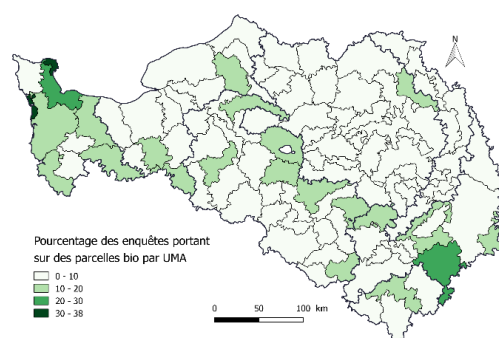 N
Pourcentage des enquêtes portant
sur des parcelles bio par UMA
0 - 10
10 - 20
20 - 30
30 - 38
0 50 100 km